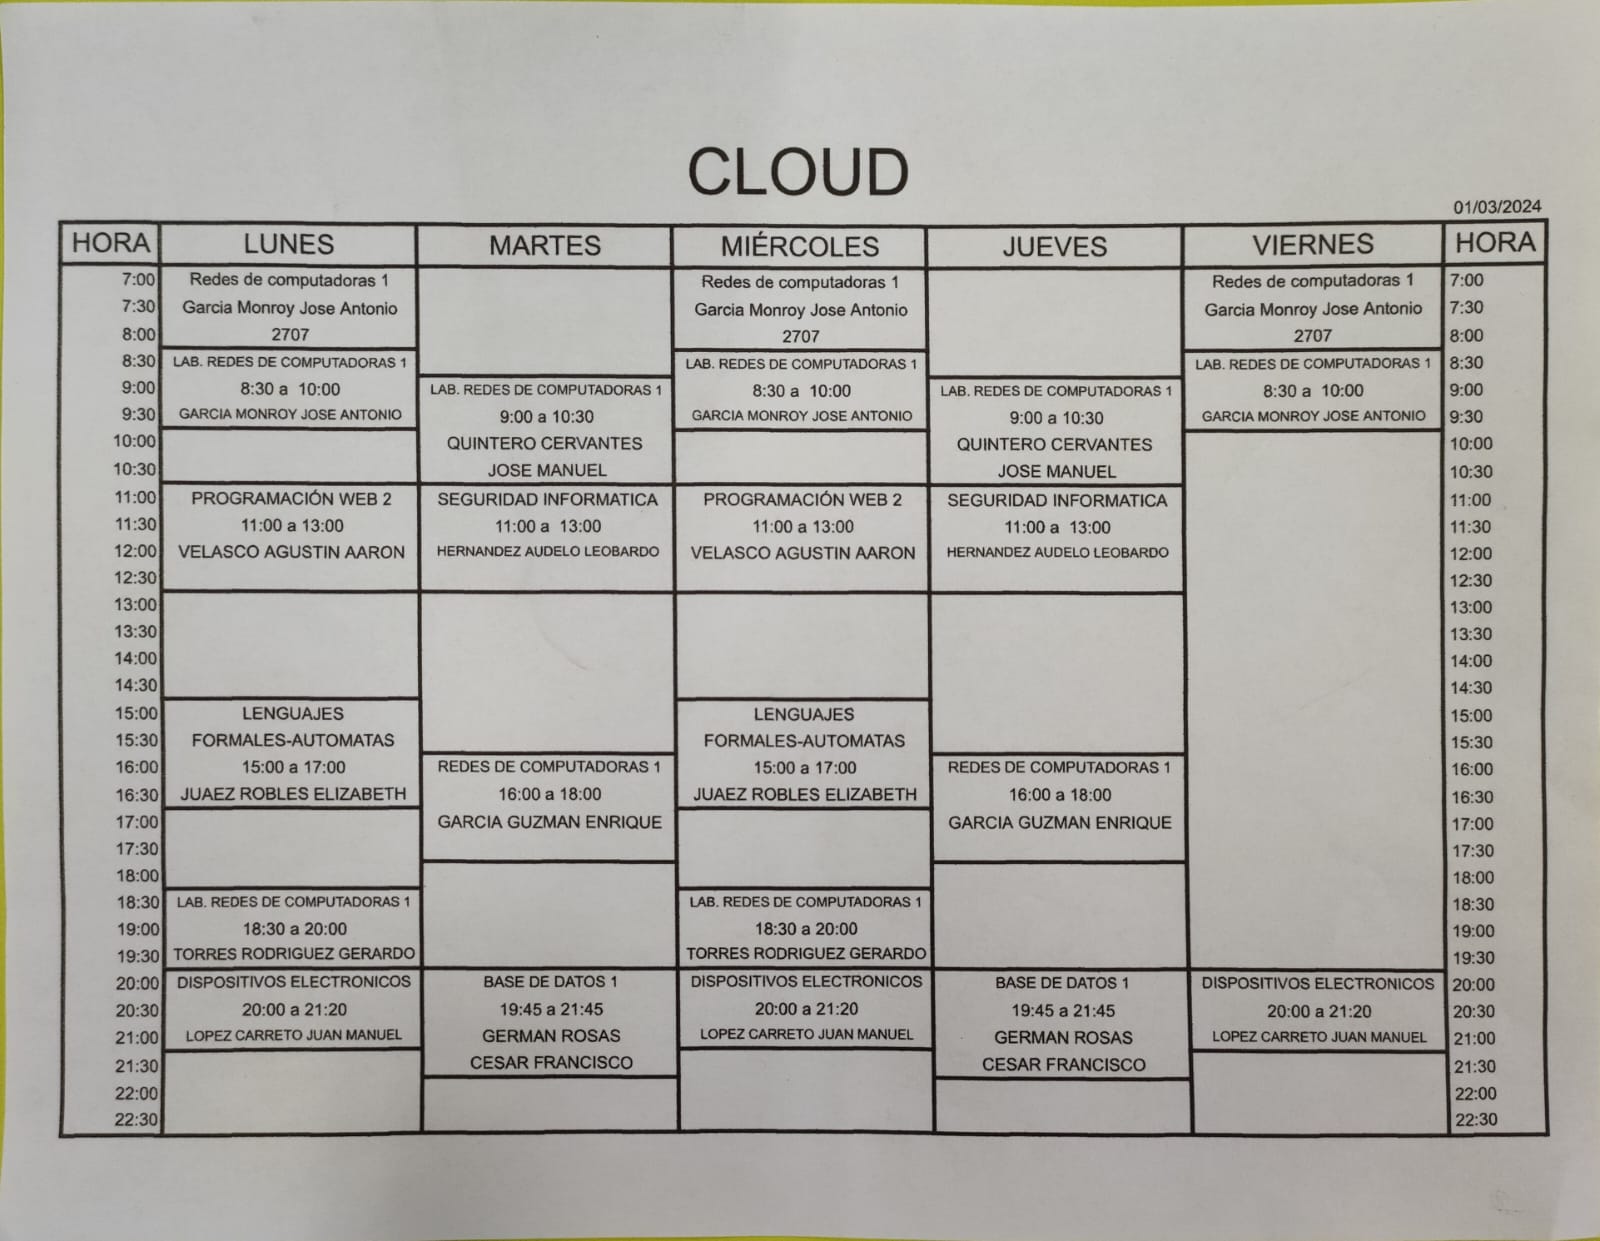 CLOUD
01/03/2024
HORA LUNES MARTES MIÉRCOLES JUEVES VIERNES HORA
7:00 Redes de computadoras 1 Redes de computadoras 1 Redes de computadoras 1 7:00
7:30 Garcia Monroy Jose Antonio Garcia Monroy Jose Antonio Garcia Monroy Jose Antonio 7:30
8:00 2707 2707 2707 8:00
8:30 LAB. REDES DE COMPUTADORAS 1 LAB. REDES DE COMPUTADORAS 1 LAB. REDES DE COMPUTADORAS 1 8:30
9:00 8:30 a 10:00 LAB. REDES DE COMPUTADORAS 1 8:30 a 10:00 LAB. REDES DE COMPUTADORAS 1 8:30 a 10:00 9:00
9:30 GARCIA MONROY JOSE ANTONIO 9:00 a 10:30 GARCIA MONROY JOSE ANTONIO 9:00 a 10:30 GARCIA MONROY JOSE ANTONIO 9:30
10:00 QUINTERO CERVANTES QUINTERO CERVANTES 10:00
10:30 JOSE MANUEL JOSE MANUEL 10:30
11:00 PROGRAMACIÓN WEB 2 SEGURIDAD INFORMATICA PROGRAMACIÓN WEB 2 SEGURIDAD INFORMATICA 11:00
11:30 11:00 a 13:00 11:00 a 13:00 11:00 a 13:00 11:00 a 13:00 11:30
12:00 VELASCO AGUSTIN AARON HERNANDEZ AUDELO LEOBARDO VELASCO AGUSTIN AARON HERNANDEZ AUDELO LEOBARDO 12:00
12:30 12:30
13:00 13:00
13:30 13:30
14:00 14:00
14:30 14:30
15:00 LENGUAJES LENGUAJES 15:00
15:30 FORMALES-AUTOMATAS FORMALES-AUTOMATAS 15:30
16:00 15:00 a 17:00 REDES DE COMPUTADORAS 1 15:00 a 17:00 REDES DE COMPUTADORAS 1 16:00
16:30 JUAEZ ROBLES ELIZABETH 16:00 a 18:00 JUAEZ ROBLES ELIZABETH 16:00 a 18:00 16:30
17:00 GARCIA GUZMAN ENRIQUE GARCIA GUZMAN ENRIQUE 17:00
17:30 17:30
18:00 18:00
18:30 LAB. REDES DE COMPUTADORAS 1 LAB. REDES DE COMPUTADORAS 1 18:30
19:00 18:30 a 20:00 18:30 a 20:00 19:00
19:30 TORRES RODRIGUEZ GERARDO TORRES RODRIGUEZ GERARDO 19:30
20:00 DISPOSITIVOS ELECTRONICOS BASE DE DATOS 1 DISPOSITIVOS ELECTRONICOS BASE DE DATOS 1 DISPOSITIVOS ELECTRONICOS 20:00
20:30 20:00 a 21:20 19:45 a 21:45 20:00 a 21:20 19:45 a 21:45 20:00 a 21:20 20:30
21:00 LOPEZ CARRETO JUAN MANUEL GERMAN ROSAS LOPEZ CARRETO JUAN MANUEL GERMAN ROSAS LOPEZ CARRETO JUAN MANUEL 21:00
21:30 CESAR FRANCISCO CESAR FRANCISCO 21:30
22:00 22:00
22:30 22:30